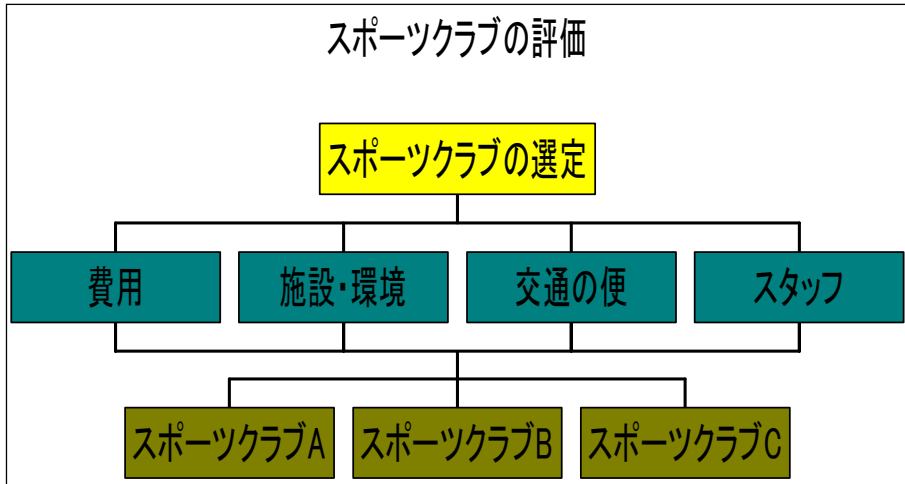 スポーツクラブの評価
スポーツクラブの選定
費用
施設・環境
交通の便
スタッフ
スポーツクラブA
スポーツクラブB
スポーツクラブC